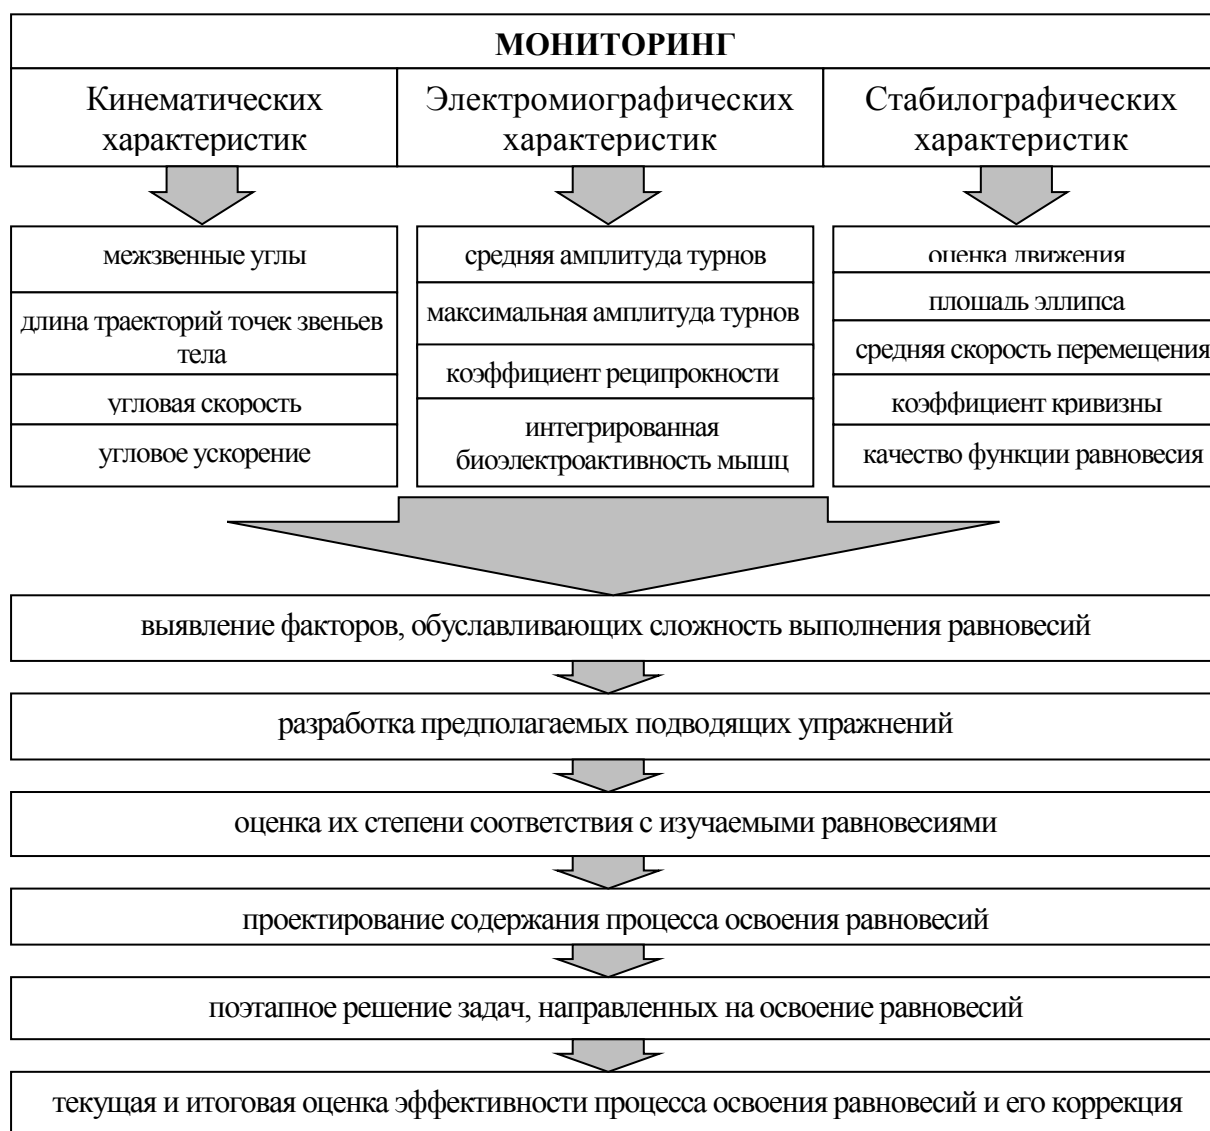 МОНИТОРИНГ
Кинематических
характеристик
Электромиографических
характеристик
Стабилографических
характеристик
межзвенные углы
длина траекторий точек звеньев
тела
угловая скорость
угловое ускорение
средняя амплитуда турнов
максимальная амплитуда турнов
коэффициент реципрокности
интегрированная
биоэлектроактивность мышц
оценка движения
площадь эллипса
средняя скорость перемещения
коэффициент кривизны
качество функции равновесия
выявление факторов, обуславливающих сложность выполнения равновесий
разработка предполагаемых подводящих упражнений
оценка их степени соответствия с изучаемыми равновесиями
проектирование содержания процесса освоения равновесий
поэтапное решение задач, направленных на освоение равновесий
текущая и итоговая оценка эффективности процесса освоения равновесий и его коррекция